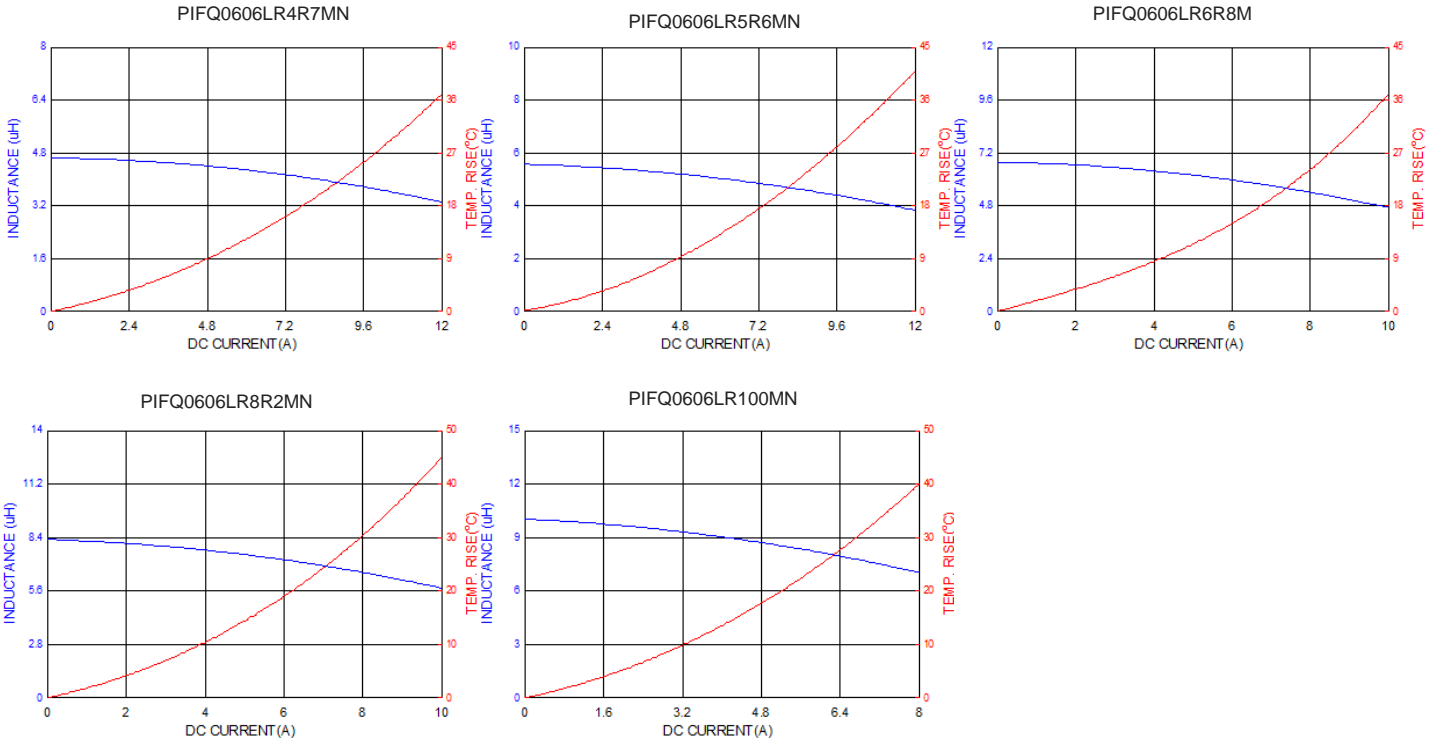 PIFQ0606LR4R7MN
8
6.4
4.8
3.2
1.6
0
45
36
27
18
9
0
0 2.4 4.8 7.2 9.6 12
INDUCTANCE (uH)
TEMP. RISE(°C)
DC CURRENT(A)
PIFQ0606LR5R6MN
10
8
6
4
2
0
45
36
27
18
9
0
0 2.4 4.8 7.2 9.6 12
INDUCTANCE (uH)
TEMP. RISE(°C)
DC CURRENT(A)
PIFQ0606LR6R8M
12
9.6
7.2
4.8
2.4
0
45
36
27
18
9
0
0 2 4 6 8 10
INDUCTANCE (uH)
TEMP. RISE(°C)
DC CURRENT(A)
PIFQ0606LR8R2MN
14
11.2
8.4
5.6
2.8
0
50
40
30
20
10
0
0 2 4 6 8 10
INDUCTANCE (uH)
TEMP. RISE(°C)
DC CURRENT(A)
PIFQ0606LR100MN
15
12
9
6
3
0
50
40
30
20
10
0
0 1.6 3.2 4.8 6.4 8
INDUCTANCE (uH)
TEMP. RISE(°C)
DC CURRENT(A)